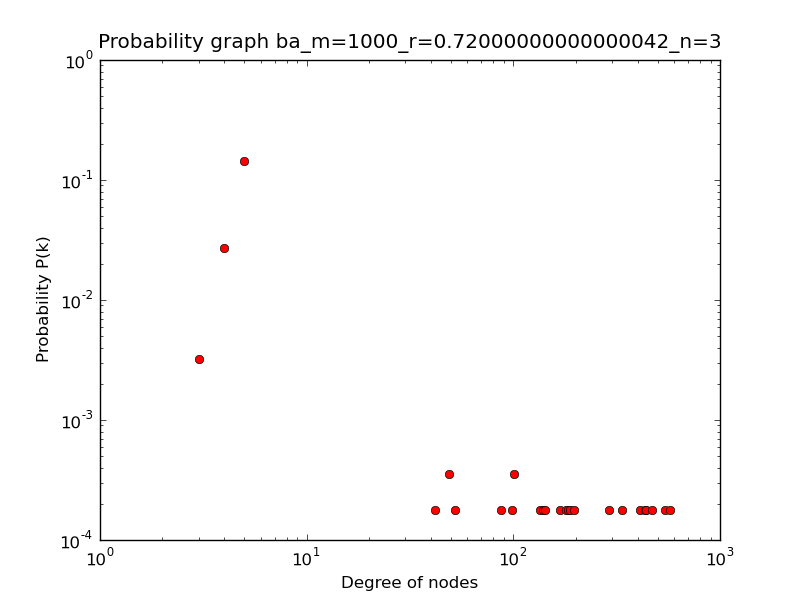 Probability graph ba_m=1000_r=0.72000000000000042_n=3
10^0
10^-1
10^-2
10^-3
10^-4
Probability P(k)
10^0 10^1 10^2 10^3
Degree of nodes